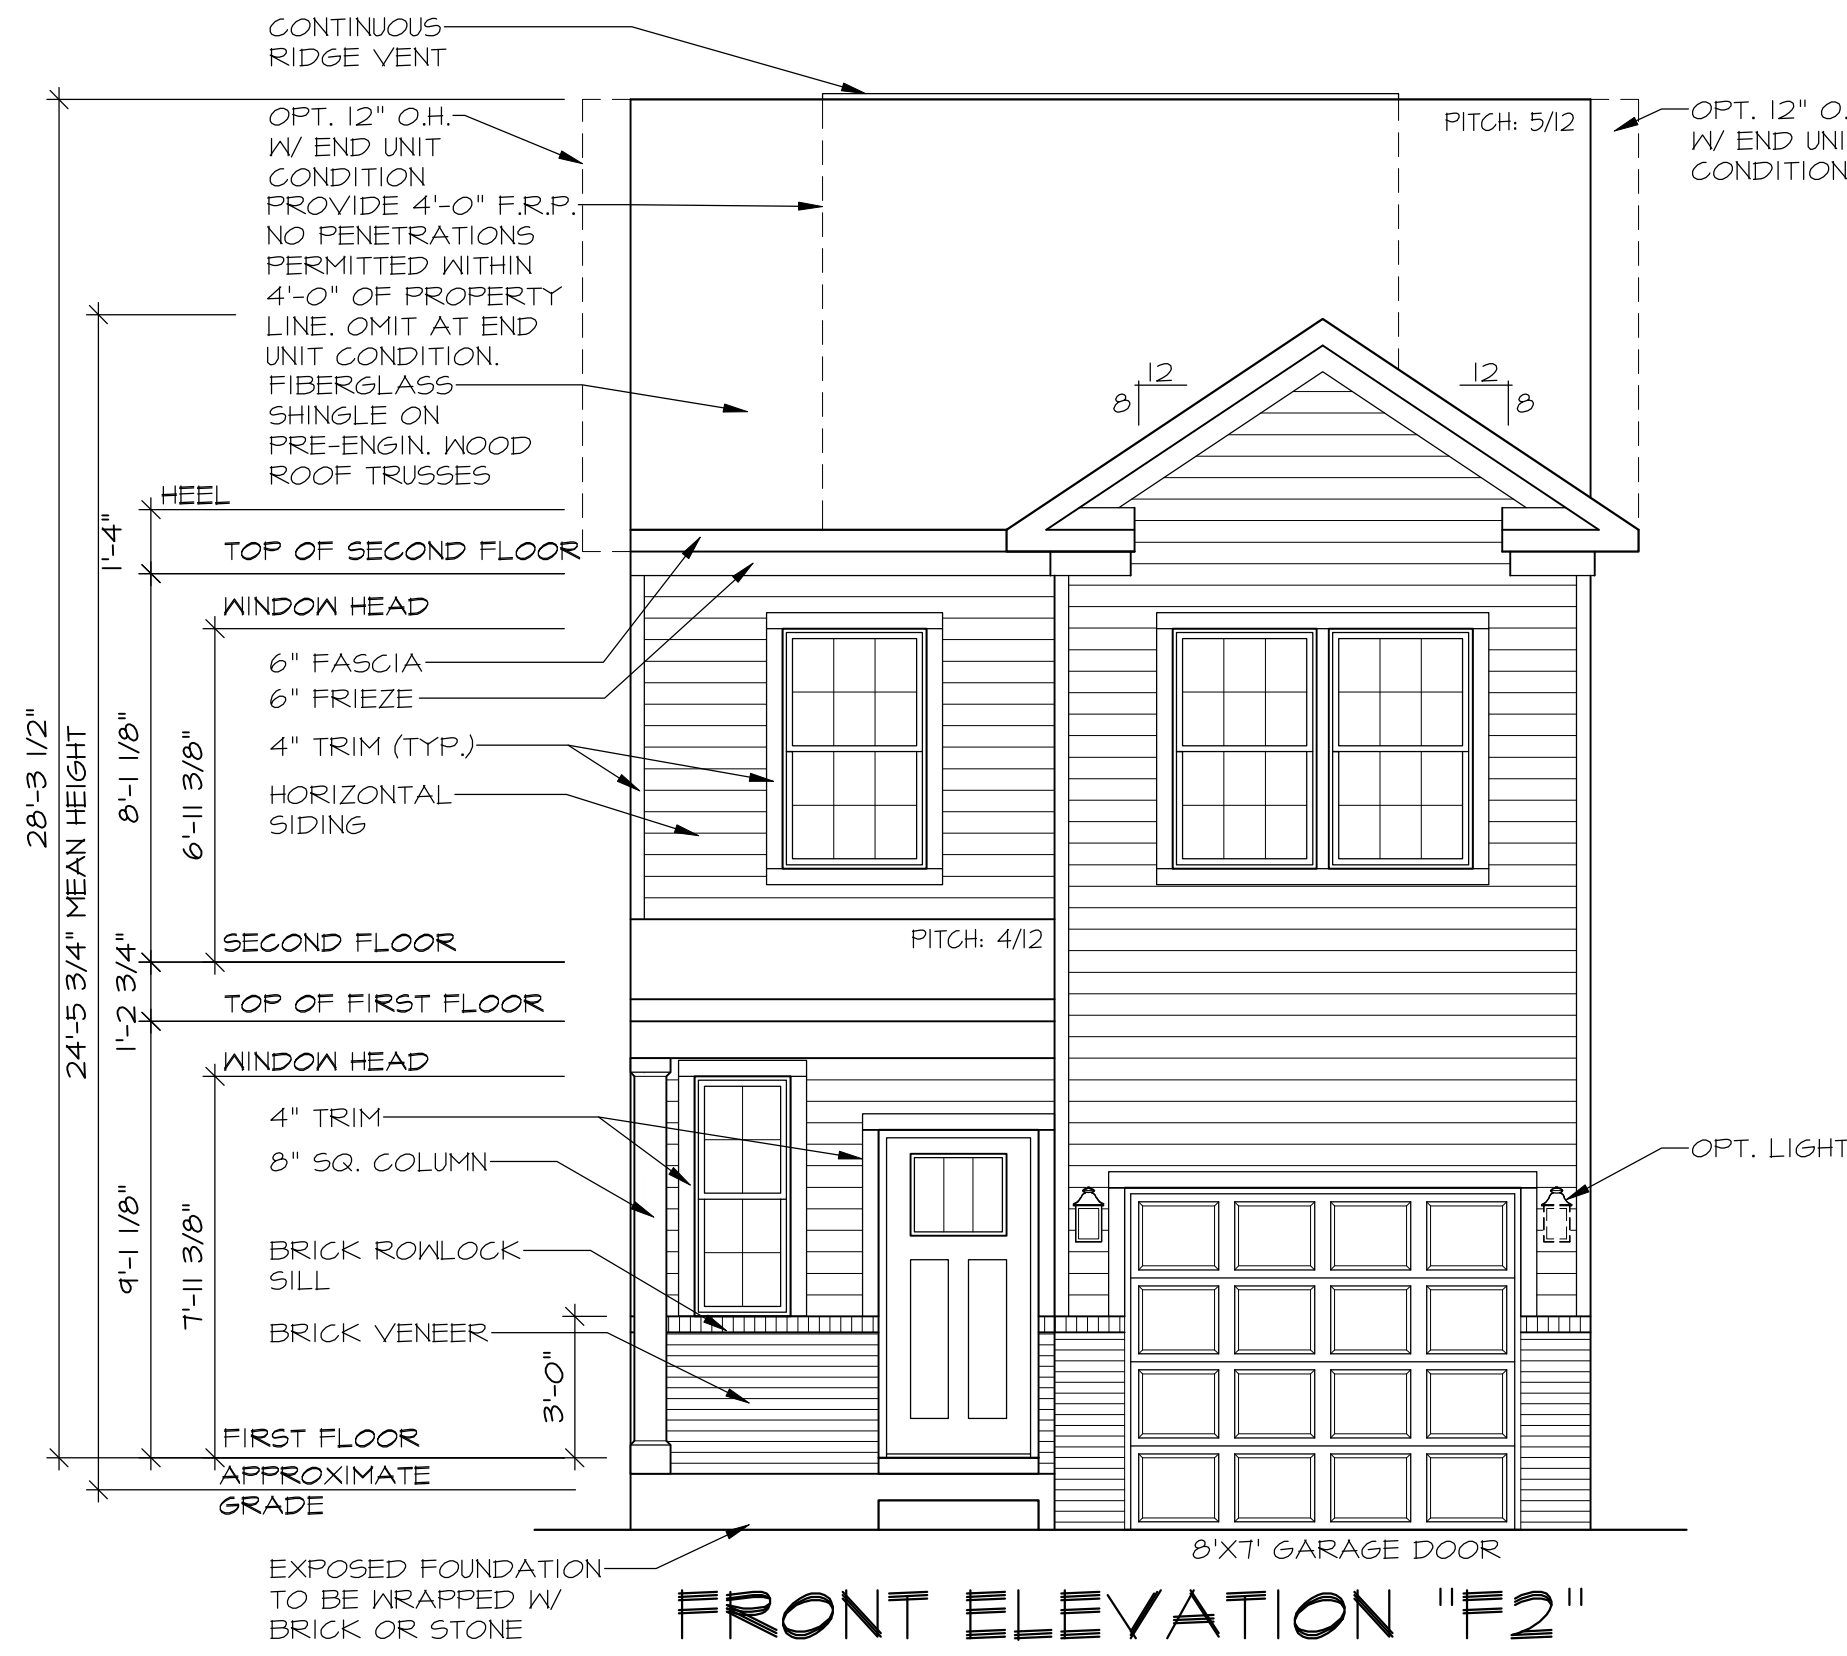 CONTINUOUS
RIDGE VENT
OPT. 12" O.H.
W/ END UNIT
CONDITION
PROVIDE 4'-0" F.R.P.
NO PENETRATIONS
PERMITTED WITHIN
4'-0" OF PROPERTY
LINE. OMIT AT END
UNIT CONDITION.
FIBERGLASS
SHINGLE ON
PRE-ENGIN. WOOD
ROOF TRUSSES
HEEL
1'-4"
TOP OF SECOND FLOOR
WINDOW HEAD
6" FASCIA
6" FRIEZE
4" TRIM (TYP.)
HORIZONTAL
SIDING
28'-3 1/2"
24'-5 3/4" MEAN HEIGHT
8'-1 1/8"
6'-11 3/8"
SECOND FLOOR
1'-2 3/4"
TOP OF FIRST FLOOR
WINDOW HEAD
4" TRIM
8" SQ. COLUMN
9'-1 1/8"
7'-11 3/8"
BRICK ROWLOCK
SILL
BRICK VENEER
3'-0"
FIRST FLOOR
APPROXIMATE
GRADE
EXPOSED FOUNDATION
TO BE WRAPPED W/
BRICK OR STONE
PITCH: 5/12
OPT. 12" O.
W/ END UNI
CONDITION
12
8
12
8
PITCH: 4/12
OPT. LIGHT
8'X7' GARAGE DOOR
FRONT ELEVATION "F2"